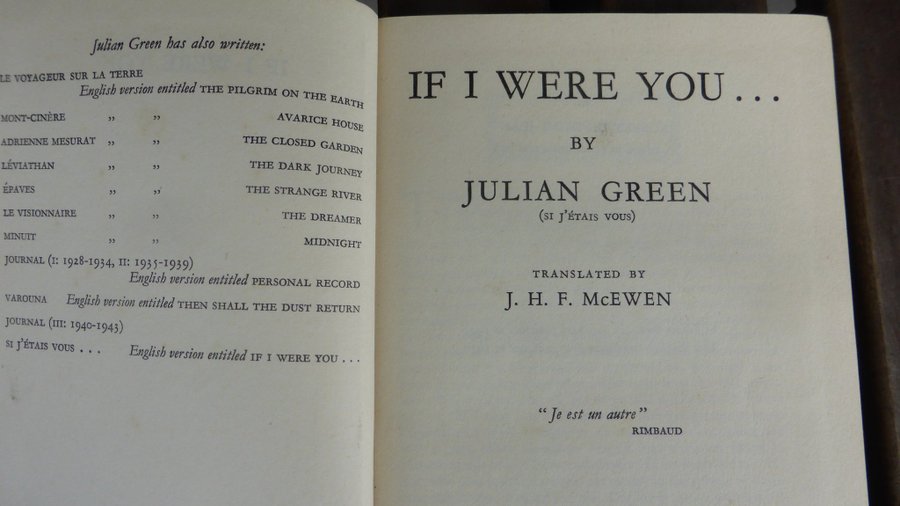 Julian Green has also written:
LE VOYAGEUR SUR LA TERRE
English version entitled THE PILGRIM ON THE EARTH
MONT-CINÈRE „ „ AVARICE HOUSE
ADRIENNE MESURAT „ „ THE CLOSED GARDEN
LÉVIATHAN „ „ THE DARK JOURNEY
ÉPAVES „ „ THE STRANGE RIVER
LE VISIONNAIRE „ „ THE DREAMER
MINUIT „ „ MIDNIGHT
JOURNAL (I: 1928-1934, II: 1935-1939)
English version entitled PERSONAL RECORD
VAROUNA English version entitled THEN SHALL THE DUST RETURN
JOURNAL (III: 1940-1943)
SI J'ÉTAIS VOUS . . .
English version entitled IF I WERE YOU . . .
IF I WERE YOU . . .
BY
JULIAN GREEN
(SI J'ÉTAIS VOUS)
TRANSLATED BY
J. H. F. McEWEN
"Je est un autre"
RIMBAUD